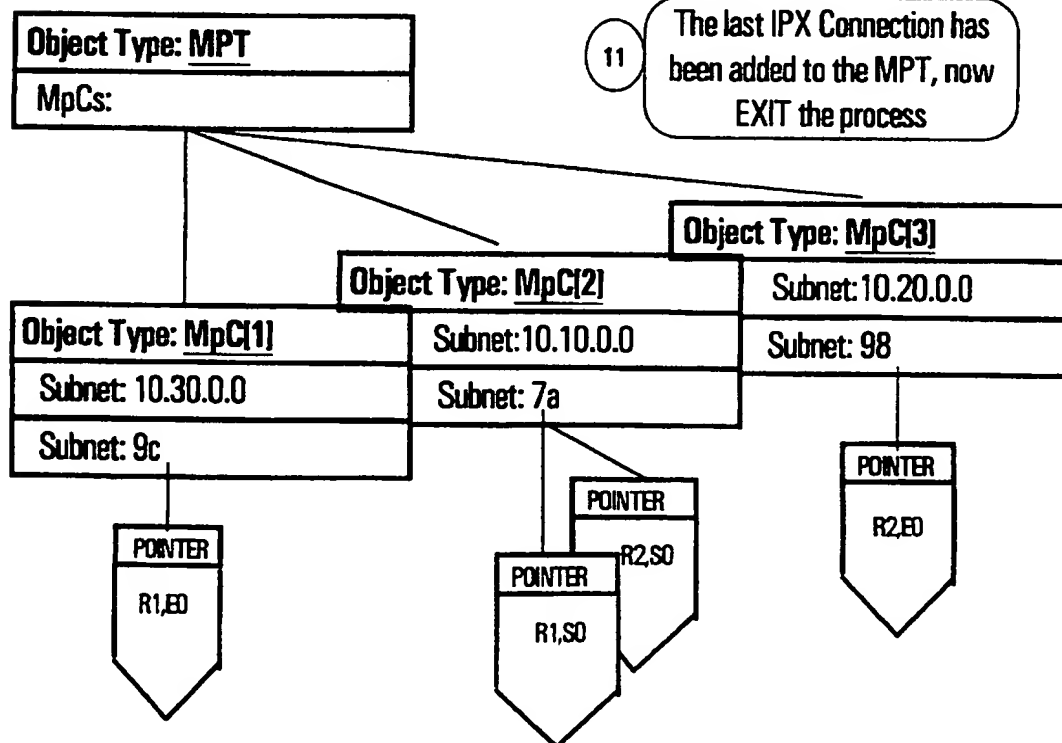 Object Type: MPT
MpCs:
11
The last IPX Connection has
been added to the MPT, now
EXIT the process
Object Type: MpC[1]
Subnet: 10.30.0.0
Subnet: 9c
POINTER
R1,E0
Object Type: MpC[2]
Subnet:10.10.0.0
Subnet: 7a
POINTER
R1,S0
POINTER
R2,S0
Object Type: MpC[3]
Subnet:10.20.0.0
Subnet: 98
POINTER
R2,E0